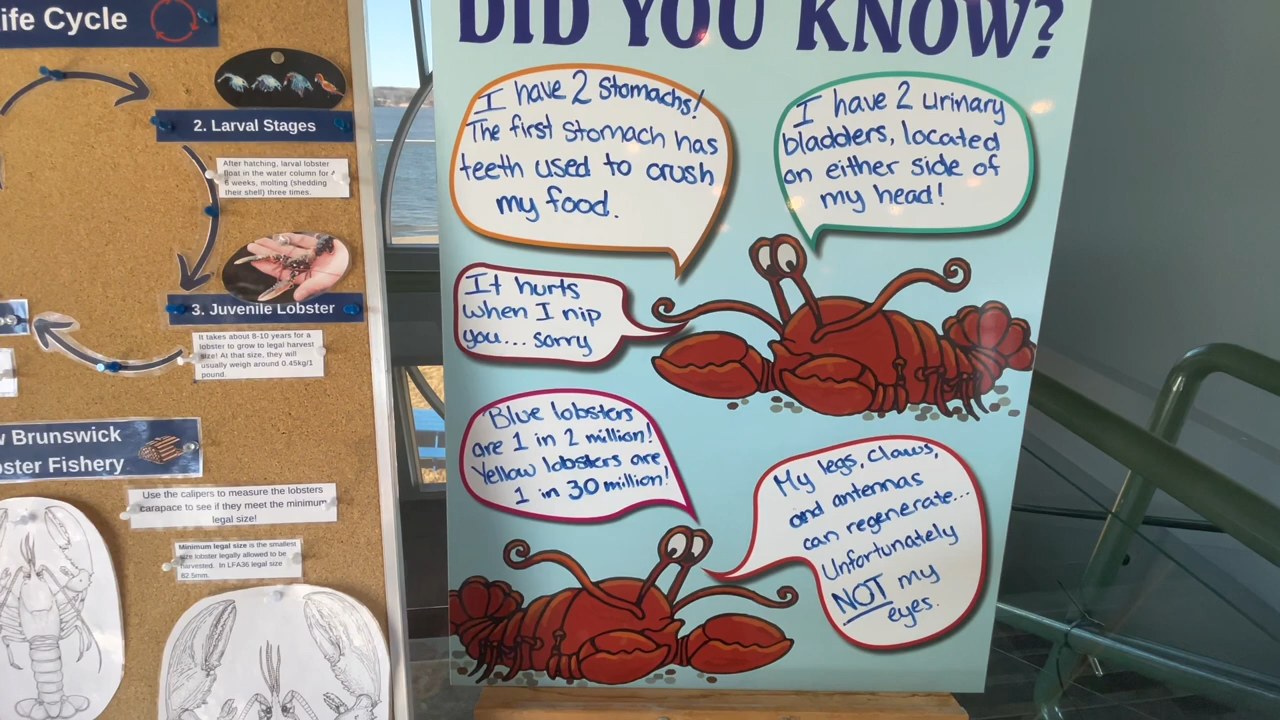 ife Cycle
2. Larval Stages
After hatching, larval lobster
float in the water column for 4
6 weeks, molting (shedding
their shell) three times.
3. Juvenile Lobster
It takes about 8-10 years for a
lobster to grow to legal harvest
size! At that size, they will
usually weigh around 0.45kg/1
pound.
w Brunswick
bster Fishery
Use the calipers to measure the lobsters
carapace to see if they meet the minimum
legal size!
Minimum legal size is the smallest
size lobster legally allowed to be
harvested. In LFA36 legal size
82.5mm.
DID YOU KNOW?
I have 2 stomachs!
The first stomach has
teeth used to crush
my food.
I have 2 urinary
bladders, located
on either side of
my head!
It hurts
when I nip
you... sorry
Blue lobsters
are 1 in 2 million!
Yellow lobsters are
1 in 30 million!
My legs, claws,
and antennas
can regenerate...
Unfortunately
NOT my
eyes.